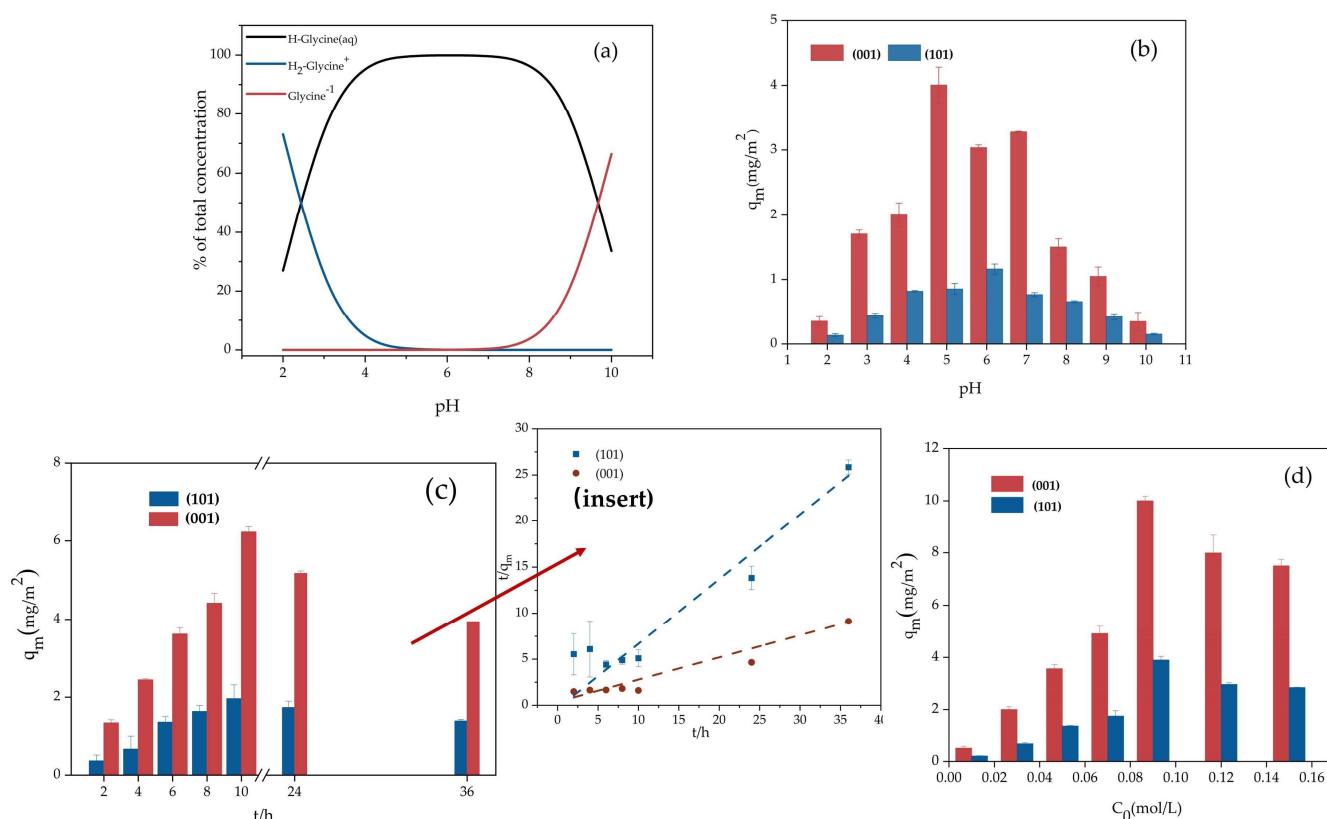 (a)
H-Glycine(aq)
H₂-Glycine⁺
Glycine⁻¹
% of total concentration
100
80
60
40
20
0
2 4 6 8 10
pH
(b)
(001) (101)
qₘ(mg/m²)
5
4
3
2
1
0
1 2 3 4 5 6 7 8 9 10 11
pH
(c)
(101)
(001)
qₘ(mg/m²)
8
6
4
2
0
2 4 6 8 10 24 36
t/h
(101)
(001)
(insert)
t/qₘ
30
25
20
15
10
5
0
0 5 10 15 20 25 30 35 40
t/h
(d)
(001)
(101)
qₘ(mg/m²)
12
10
8
6
4
2
0
0.00 0.02 0.04 0.06 0.08 0.10 0.12 0.14 0.16
C₀(mol/L)